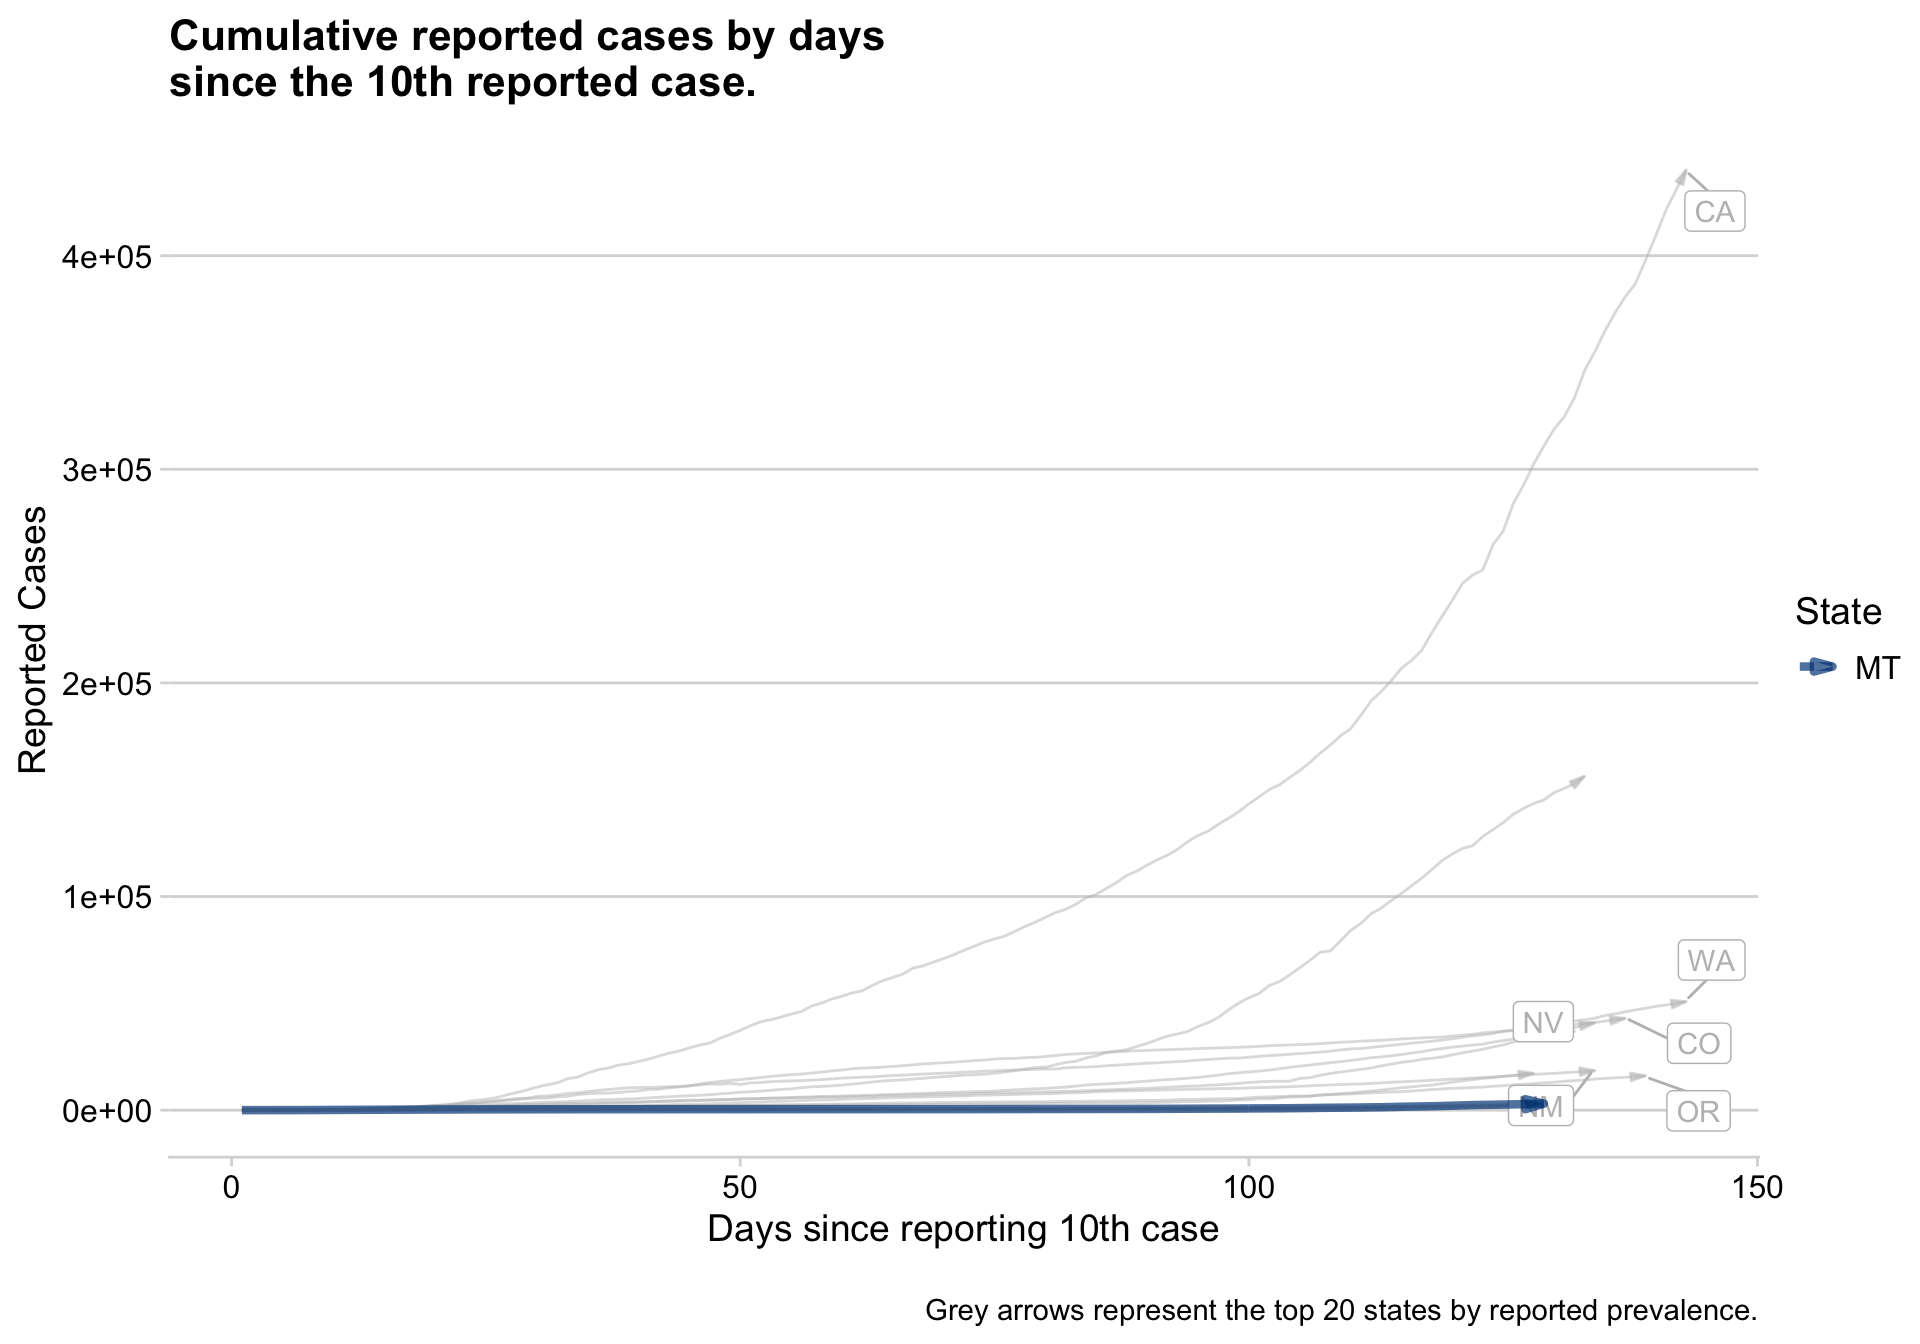 Cumulative reported cases by days
since the 10th reported case.
CA
4e+05
3e+05
Reported Cases
State
MT
2e+05
1e+05
WA
NV
CO
NM
OR
0e+00
0
50
100
150
Days since reporting 10th case
Grey arrows represent the top 20 states by reported prevalence.